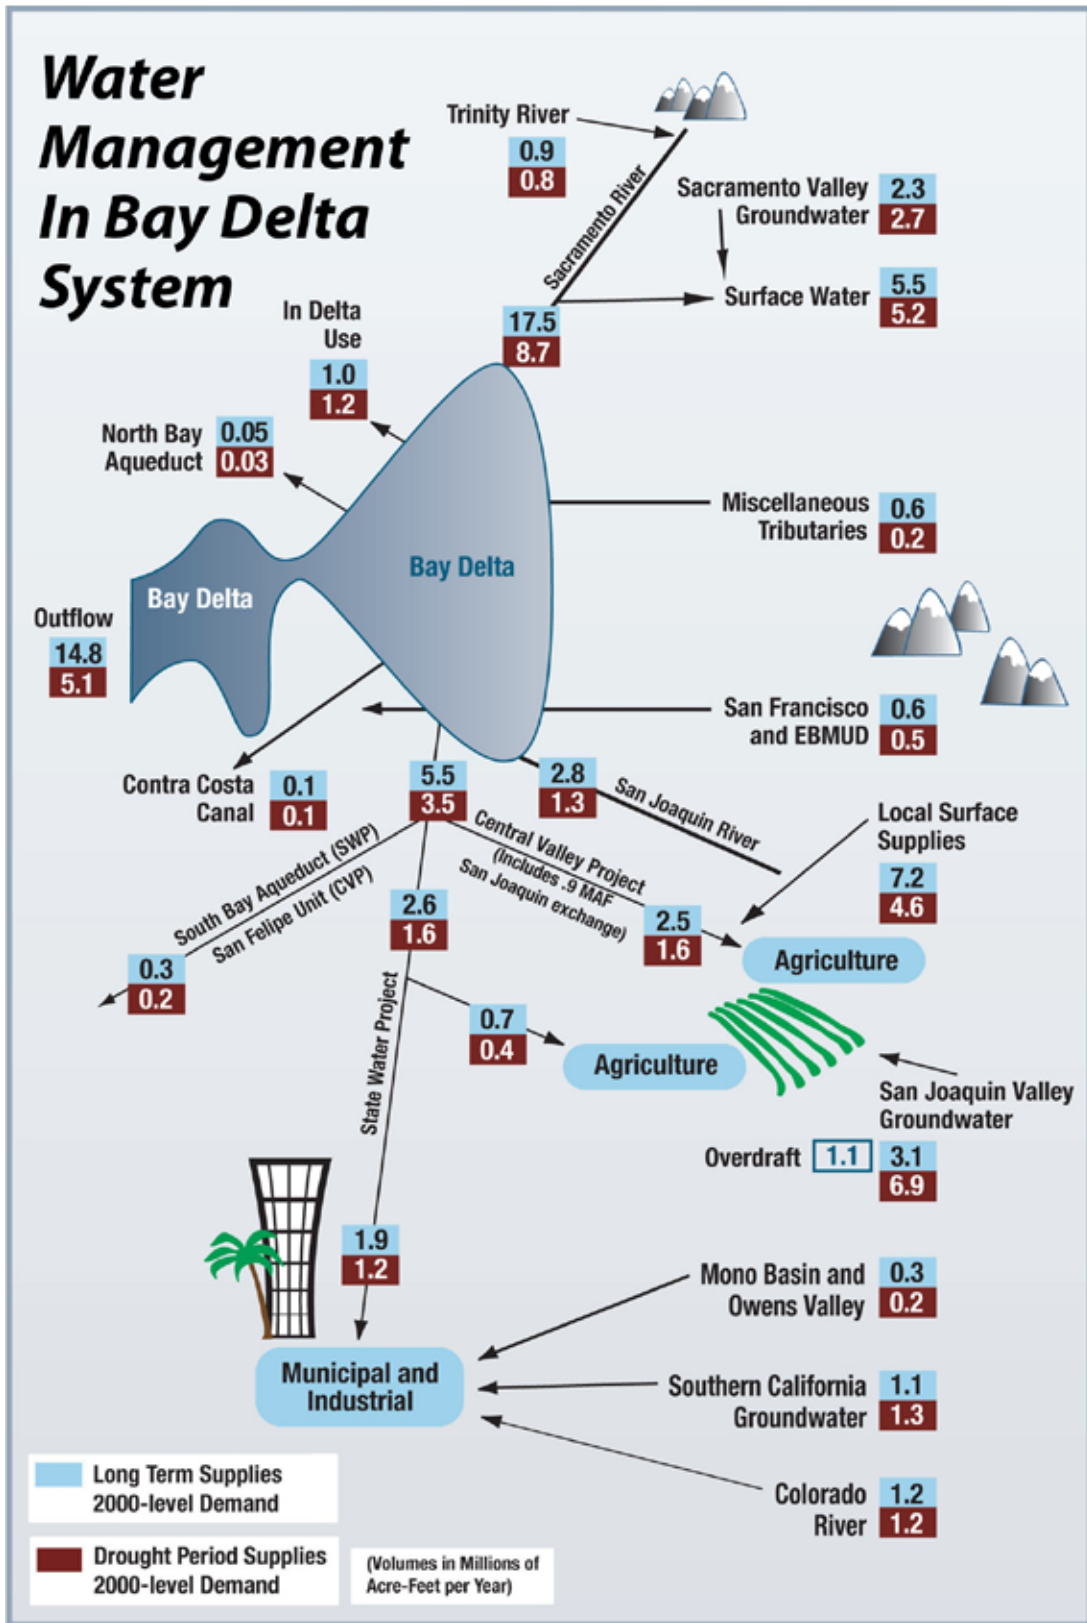 Water
Management
In Bay Delta
System
Trinity River
0.9
0.8
Sacramento River
Sacramento Valley
Groundwater
2.3
2.7
Surface Water
5.5
5.2
17.5
8.7
In Delta
Use
1.0
1.2
North Bay
Aqueduct
0.05
0.03
Miscellaneous
Tributaries
0.6
0.2
Bay Delta
Bay Delta
Outflow
14.8
5.1
San Francisco
and EBMUD
0.6
0.5
Contra Costa
Canal
0.1
0.1
5.5
3.5
2.8
1.3
San Joaquin River
Local Surface
Supplies
7.2
4.6
South Bay Aqueduct (SWP)
San Felipe Unit (CVP)
Central Valley Project
(Includes .9 MAF
San Joaquin exchange)
2.6
1.6
2.5
1.6
Agriculture
0.3
0.2
State Water Project
0.7
0.4
Agriculture
San Joaquin Valley
Groundwater
Overdraft
1.1
3.1
6.9
1.9
1.2
Mono Basin and
Owens Valley
0.3
0.2
Municipal and
Industrial
Southern California
Groundwater
1.1
1.3
Colorado
River
1.2
1.2
Long Term Supplies
2000-level Demand
Drought Period Supplies
2000-level Demand
(Volumes in Millions of
Acre-Feet per Year)